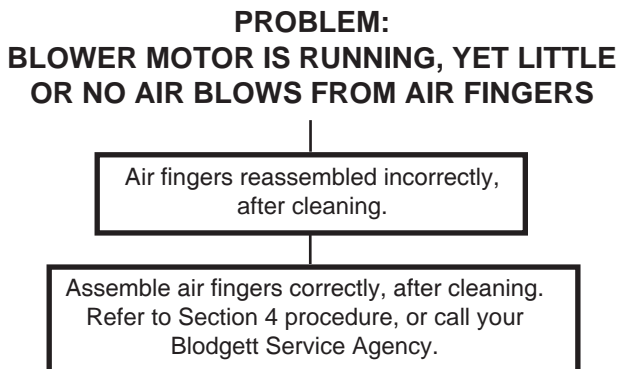 PROBLEM:
BLOWER MOTOR IS RUNNING, YET LITTLE
OR NO AIR BLOWS FROM AIR FINGERS
Air fingers reassembled incorrectly,
after cleaning.
Assemble air fingers correctly, after cleaning.
Refer to Section 4 procedure, or call your
Blodgett Service Agency.